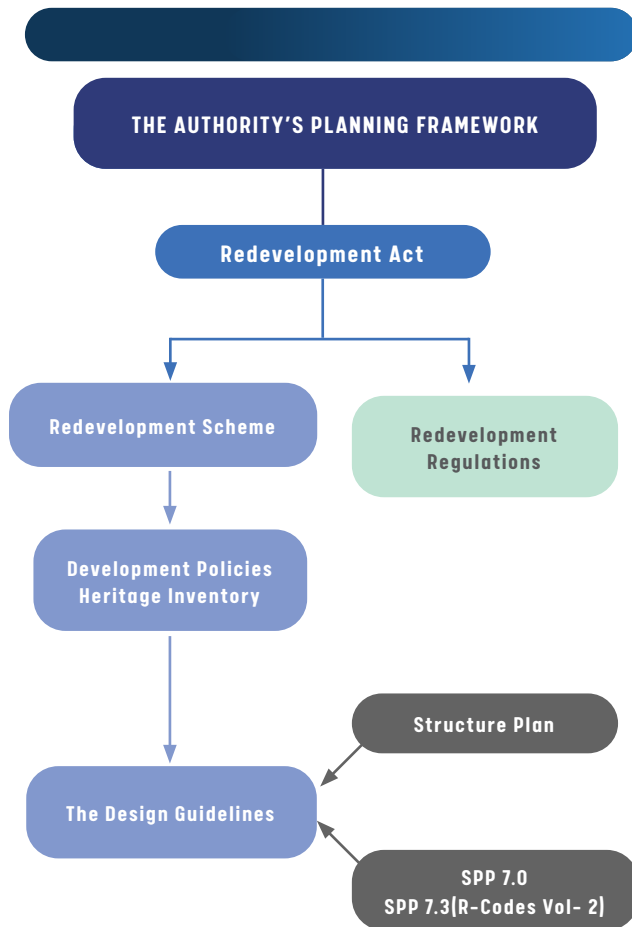 THE AUTHORITY'S PLANNING FRAMEWORK
Redevelopment Act
Redevelopment Scheme
Redevelopment
Regulations
Development Policies
Heritage Inventory
Structure Plan
The Design Guidelines
SPP 7.0
SPP 7.3(R-Codes Vol- 2)